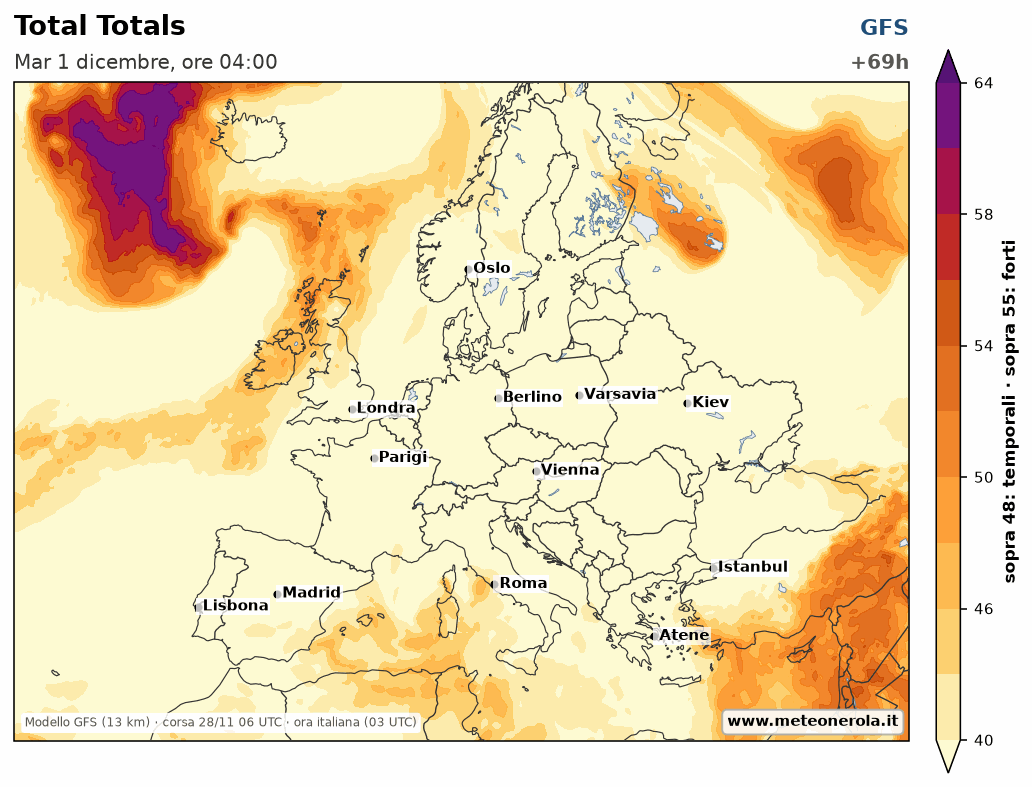 Total Totals
GFS
Mar 1 dicembre, ore 04:00
+69h
64
58
54
50
46
40
sopra 48: temporali · sopra 55: forti
Oslo
Londra
Berlino
Varsavia
Kiev
Parigi
Vienna
Istanbul
Roma
Madrid
Lisbona
Atene
Modello GFS (13 km) · corsa 28/11 06 UTC · ora italiana (03 UTC)
www.meteonerola.it